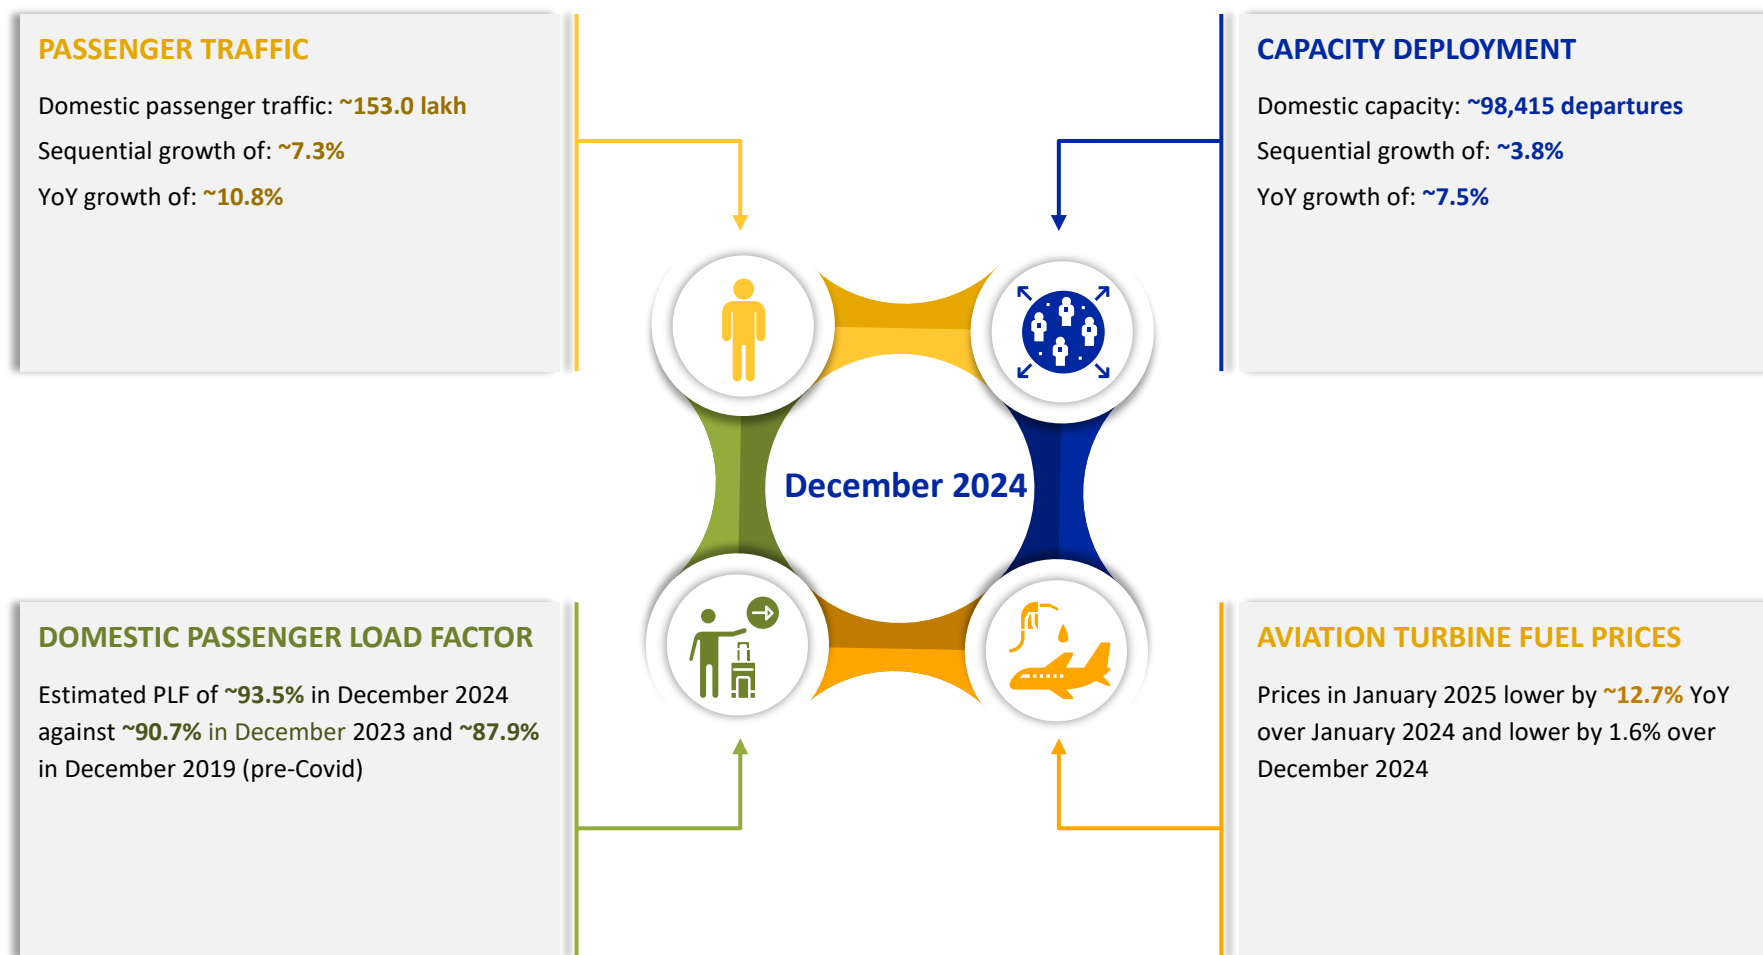 PASSENGER TRAFFIC
Domestic passenger traffic: ~153.0 lakh
Sequential growth of: ~7.3%
YoY growth of: ~10.8%
CAPACITY DEPLOYMENT
Domestic capacity: ~98,415 departures
Sequential growth of: ~3.8%
YoY growth of: ~7.5%
December 2024
DOMESTIC PASSENGER LOAD FACTOR
Estimated PLF of ~93.5% in December 2024
against ~90.7% in December 2023 and ~87.9%
in December 2019 (pre-Covid)
AVIATION TURBINE FUEL PRICES
Prices in January 2025 lower by ~12.7% YoY
over January 2024 and lower by 1.6% over
December 2024